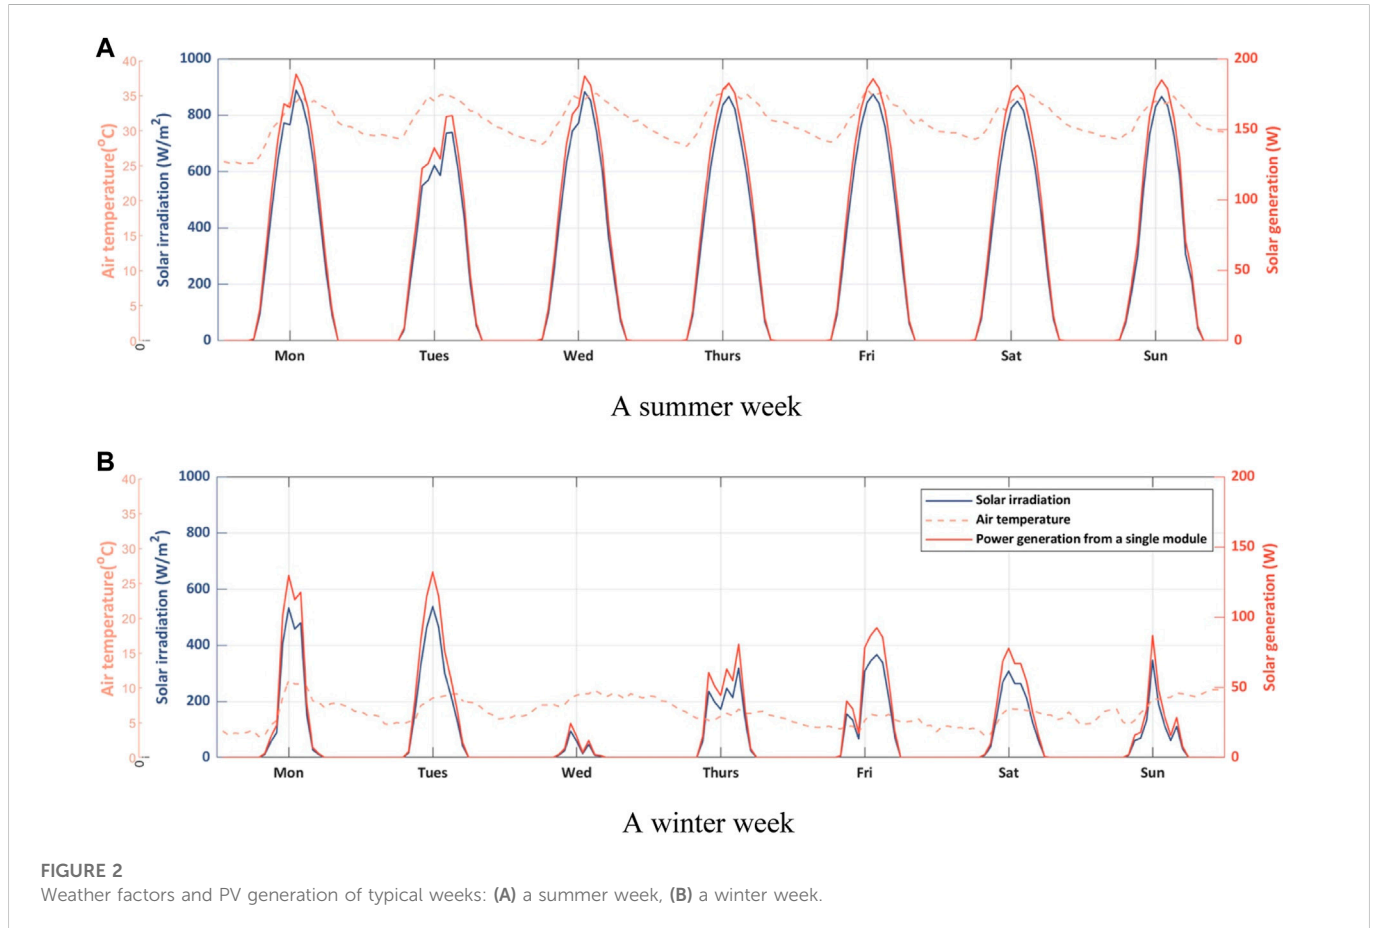 A
40
35
30
25
20
15
10
5
0
0
Air temperature(°C)
1000
800
600
400
200
0
Solar irradiation (W/m²)
200
150
100
50
0
Solar generation (W)
Mon Tues Wed Thurs Fri Sat Sun
A summer week
B
40
35
30
25
20
15
10
5
0
0
Air temperature(°C)
1000
800
600
400
200
0
Solar irradiation (W/m²)
Solar irradiation
Air temperature
Power generation from a single module
200
150
100
50
0
Solar generation (W)
Mon Tues Wed Thurs Fri Sat Sun
A winter week
FIGURE 2
Weather factors and PV generation of typical weeks: (A) a summer week, (B) a winter week.